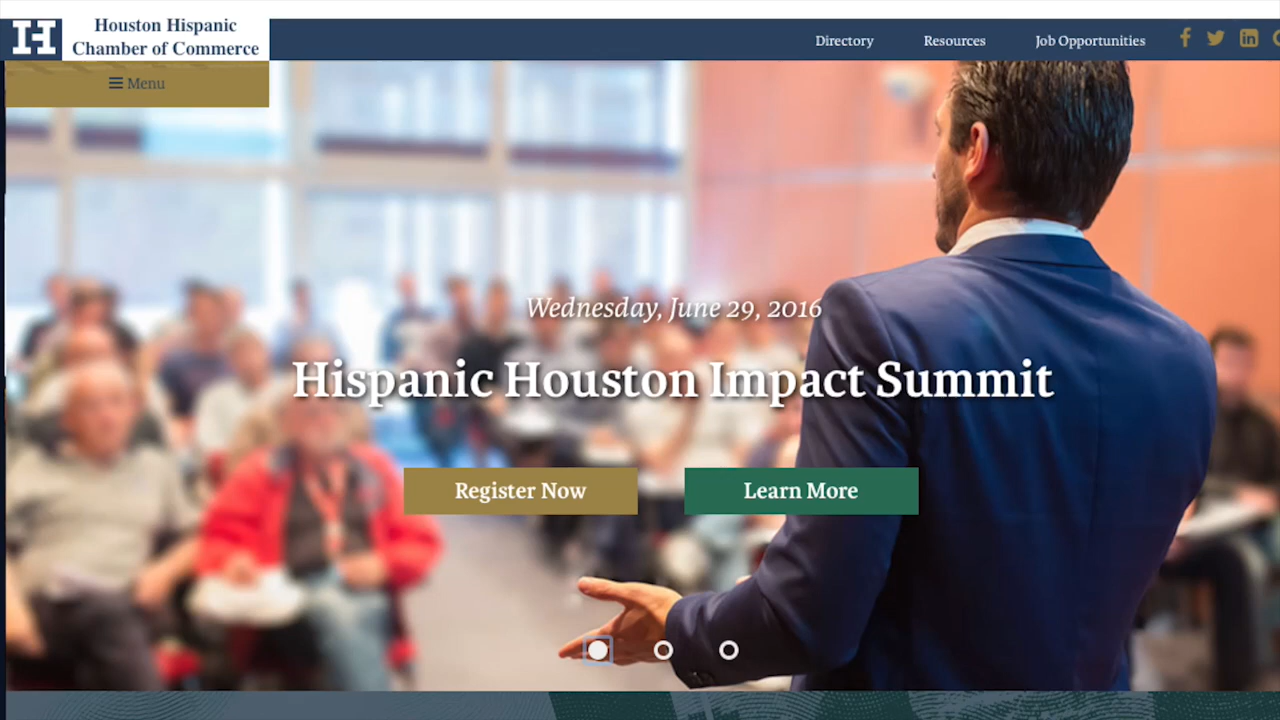 Houston Hispanic
Chamber of Commerce
Directory
Resources
Job Opportunities
Menu
Wednesday, June 29, 2016
Hispanic Houston Impact Summit
Register Now
Learn More